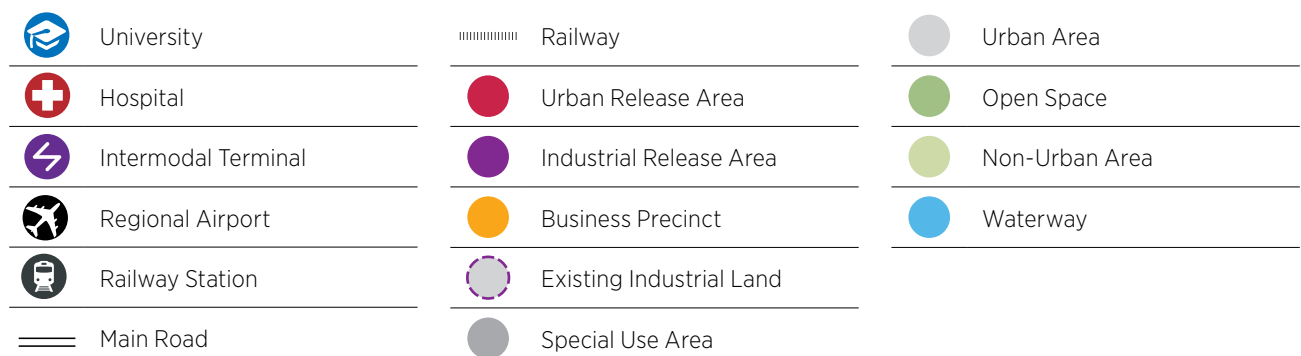 University
Hospital
Intermodal Terminal
Regional Airport
Railway Station
Main Road
Railway
Urban Release Area
Industrial Release Area
Business Precinct
Existing Industrial Land
Special Use Area
Urban Area
Open Space
Non-Urban Area
Waterway